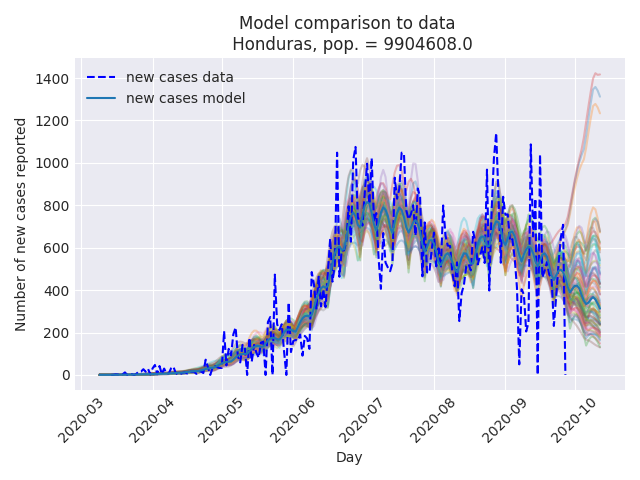 Model comparison to data
Honduras, pop. = 9904608.0
new cases data
new cases model
Number of new cases reported
1400
1200
1000
800
600
400
200
0
2020-03
2020-04
2020-05
2020-06
2020-07
2020-08
2020-09
2020-10
Day